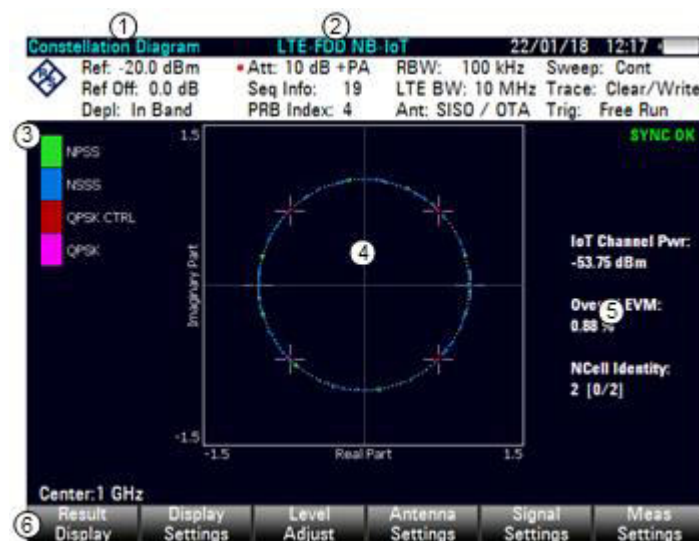 1 2
Constellation Diagram LTE-FDD NB-IoT 22/01/18 12:17
Ref: -20.0 dBm Att: 10 dB +PA RBW: 100 kHz Sweep: Cont
Ref Off: 0.0 dB Seq Info: 19 LTE BW: 10 MHz Trace: Clear/Write
Depl: In Band PRB Index: 4 Ant: SISO / OTA Trig: Free Run
3 1.5 SYNC OK
NPSS
NSSS
QPSK CTRL
QPSK
Imaginary Part
4
IoT Channel Pwr:
-53.75 dBm
EVM:
5
0.88 %
NCell Identity:
2 [0/2]
-1.5
-1.5 Real Part 1.5
Center:1 GHz
6
Result Display
Display Settings
Level Adjust
Antenna Settings
Signal Settings
Meas Settings